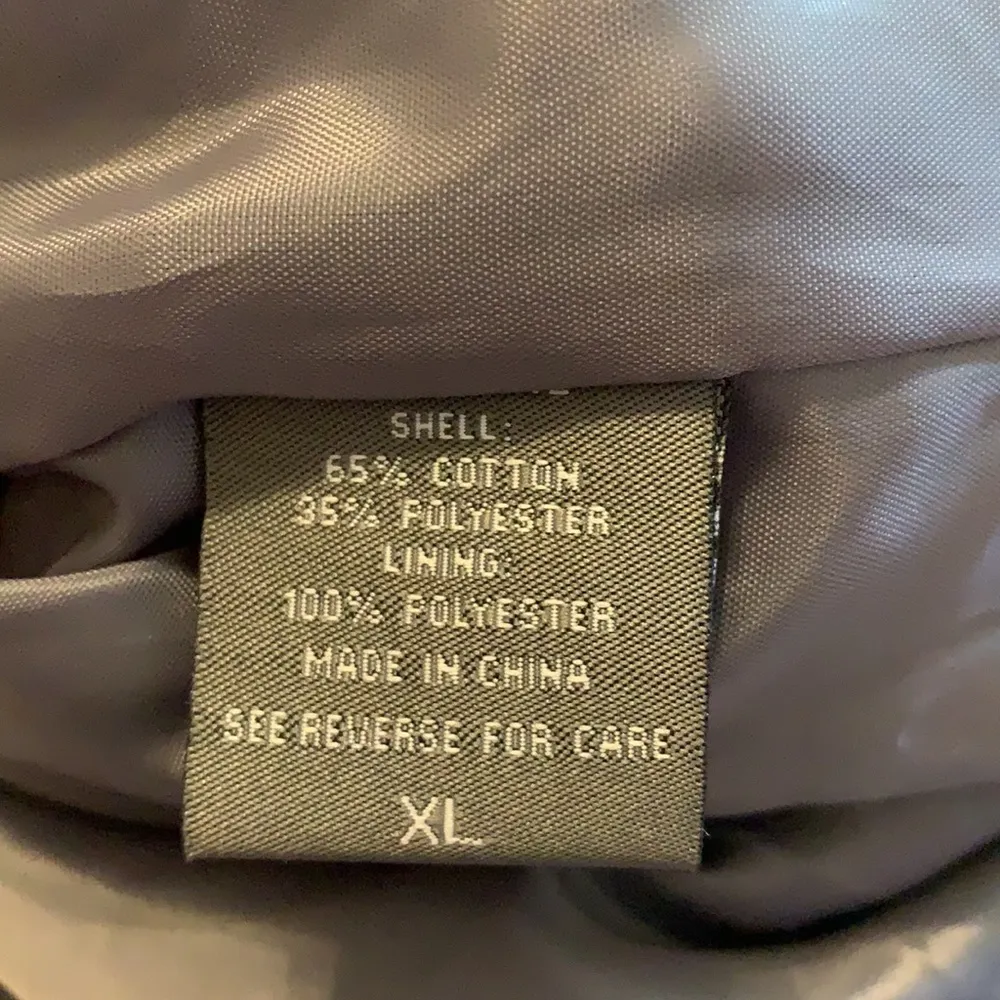 SHELL:
65% COTTON
35% POLYESTER
LINING:
100% POLYESTER
MADE IN CHINA
SEE REVERSE FOR CARE
XL